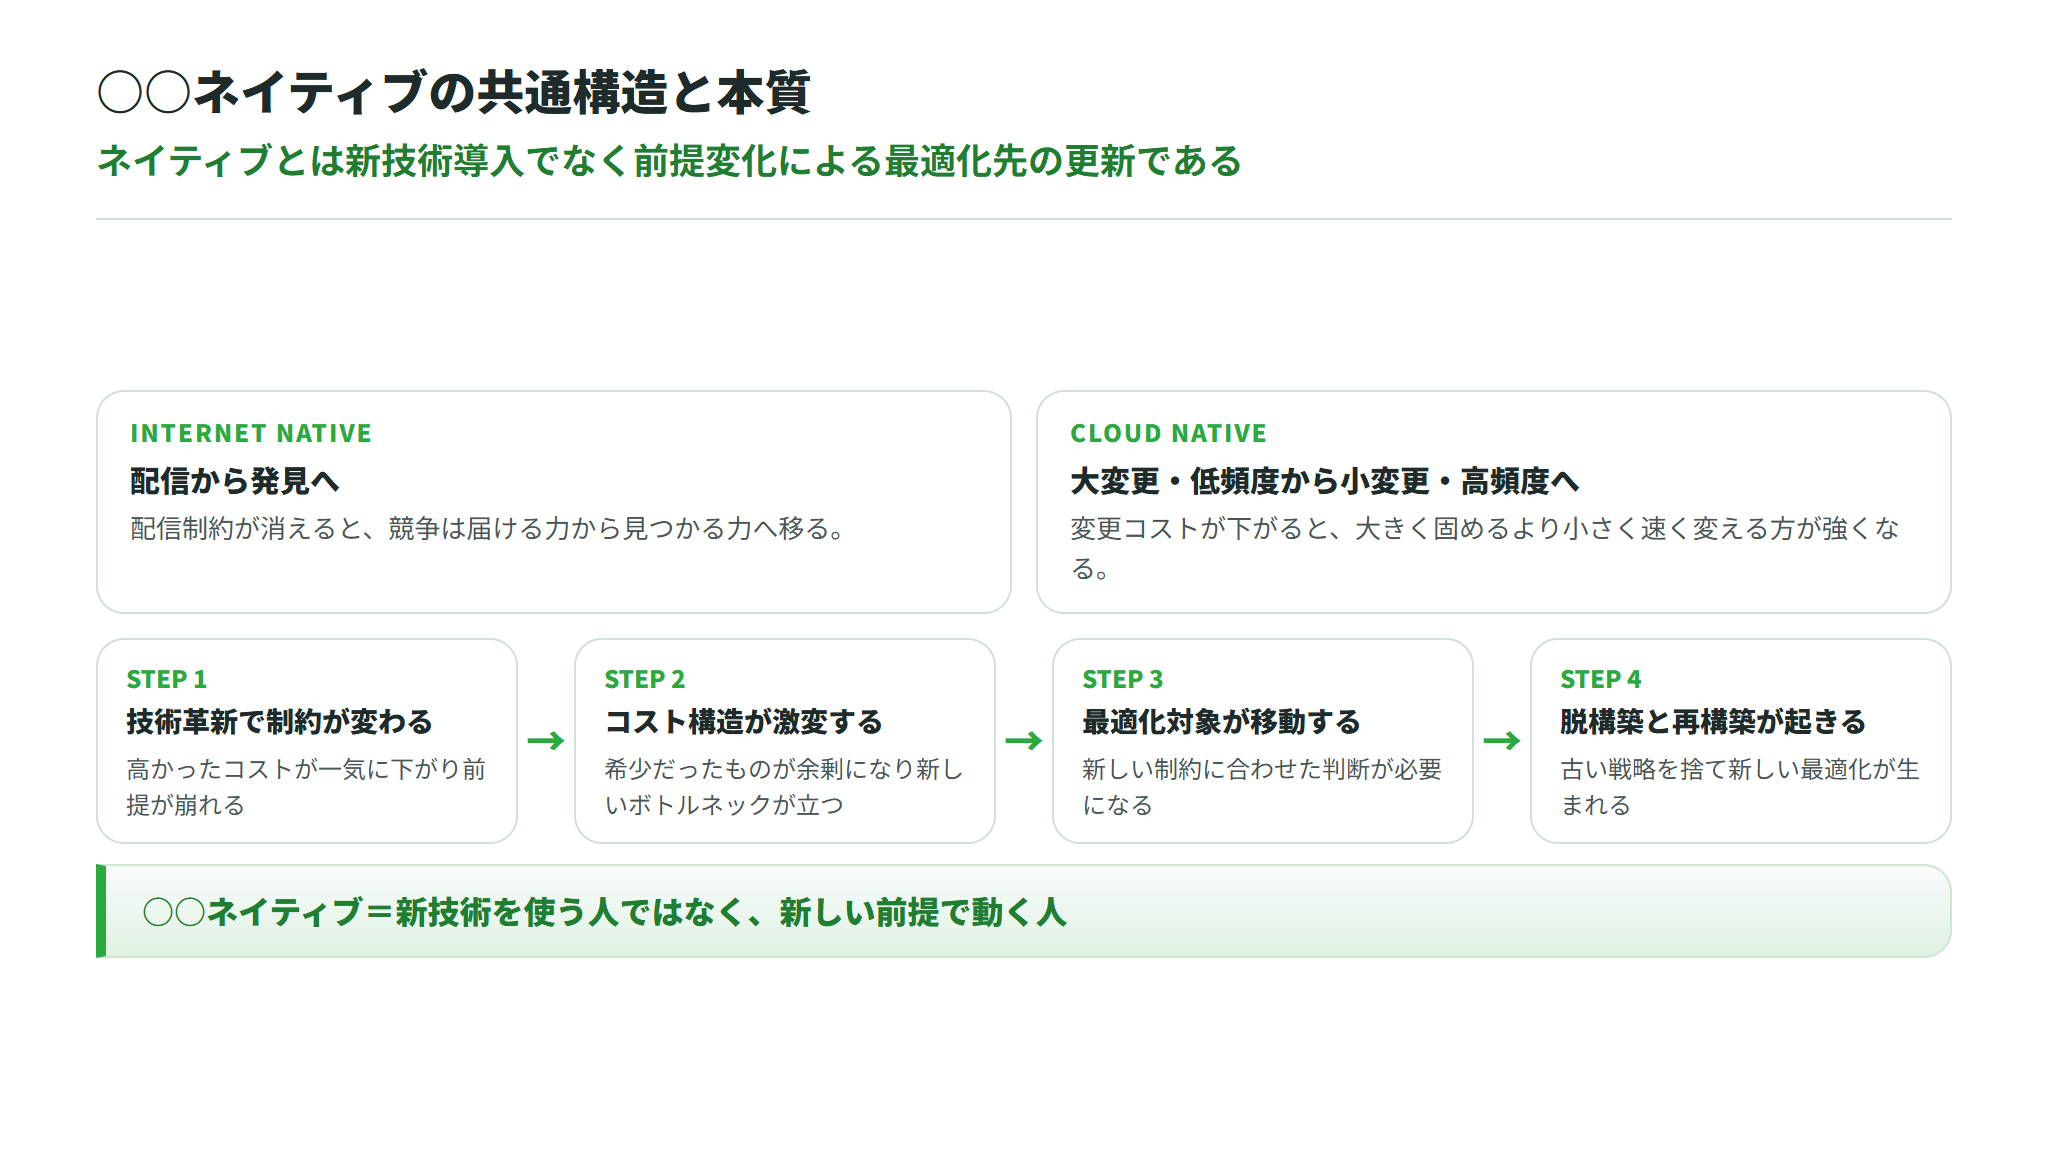 ○○ネイティブの共通構造と本質
ネイティブとは新技術導入でなく前提変化による最適化先の更新である
INTERNET NATIVE
配信から発見へ
配信制約が消えると、競争は届ける力から見つかる力へ移る。
CLOUD NATIVE
大変更・低頻度から小変更・高頻度へ
変更コストが下がると、大きく固めるより小さく速く変える方が強くな
る。
STEP 1
技術革新で制約が変わる
高かったコストが一気に下がり前
提が崩れる
→
STEP 2
コスト構造が激変する
希少だったものが余剰になり新し
いボトルネックが立つ
→
STEP 3
最適化対象が移動する
新しい制約に合わせた判断が必要
になる
→
STEP 4
脱構築と再構築が起きる
古い戦略を捨て新しい最適化が生
まれる
○○ネイティブ＝新技術を使う人ではなく、新しい前提で動く人